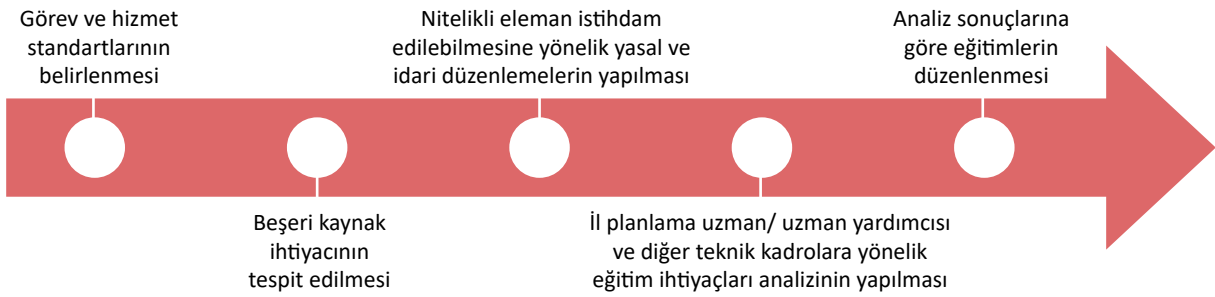 Görev ve hizmet
standartlarının
belirlenmesi
Beşeri kaynak
ihtiyacının
tespit edilmesi
Nitelikli eleman istihdam
edilebilmesine yönelik yasal ve
idari düzenlemelerin yapılması
İl planlama uzman/ uzman yardımcısı
ve diğer teknik kadrolara yönelik
eğitim ihtiyaçları analizinin yapılması
Analiz sonuçlarına
göre eğitimlerin
düzenlenmesi